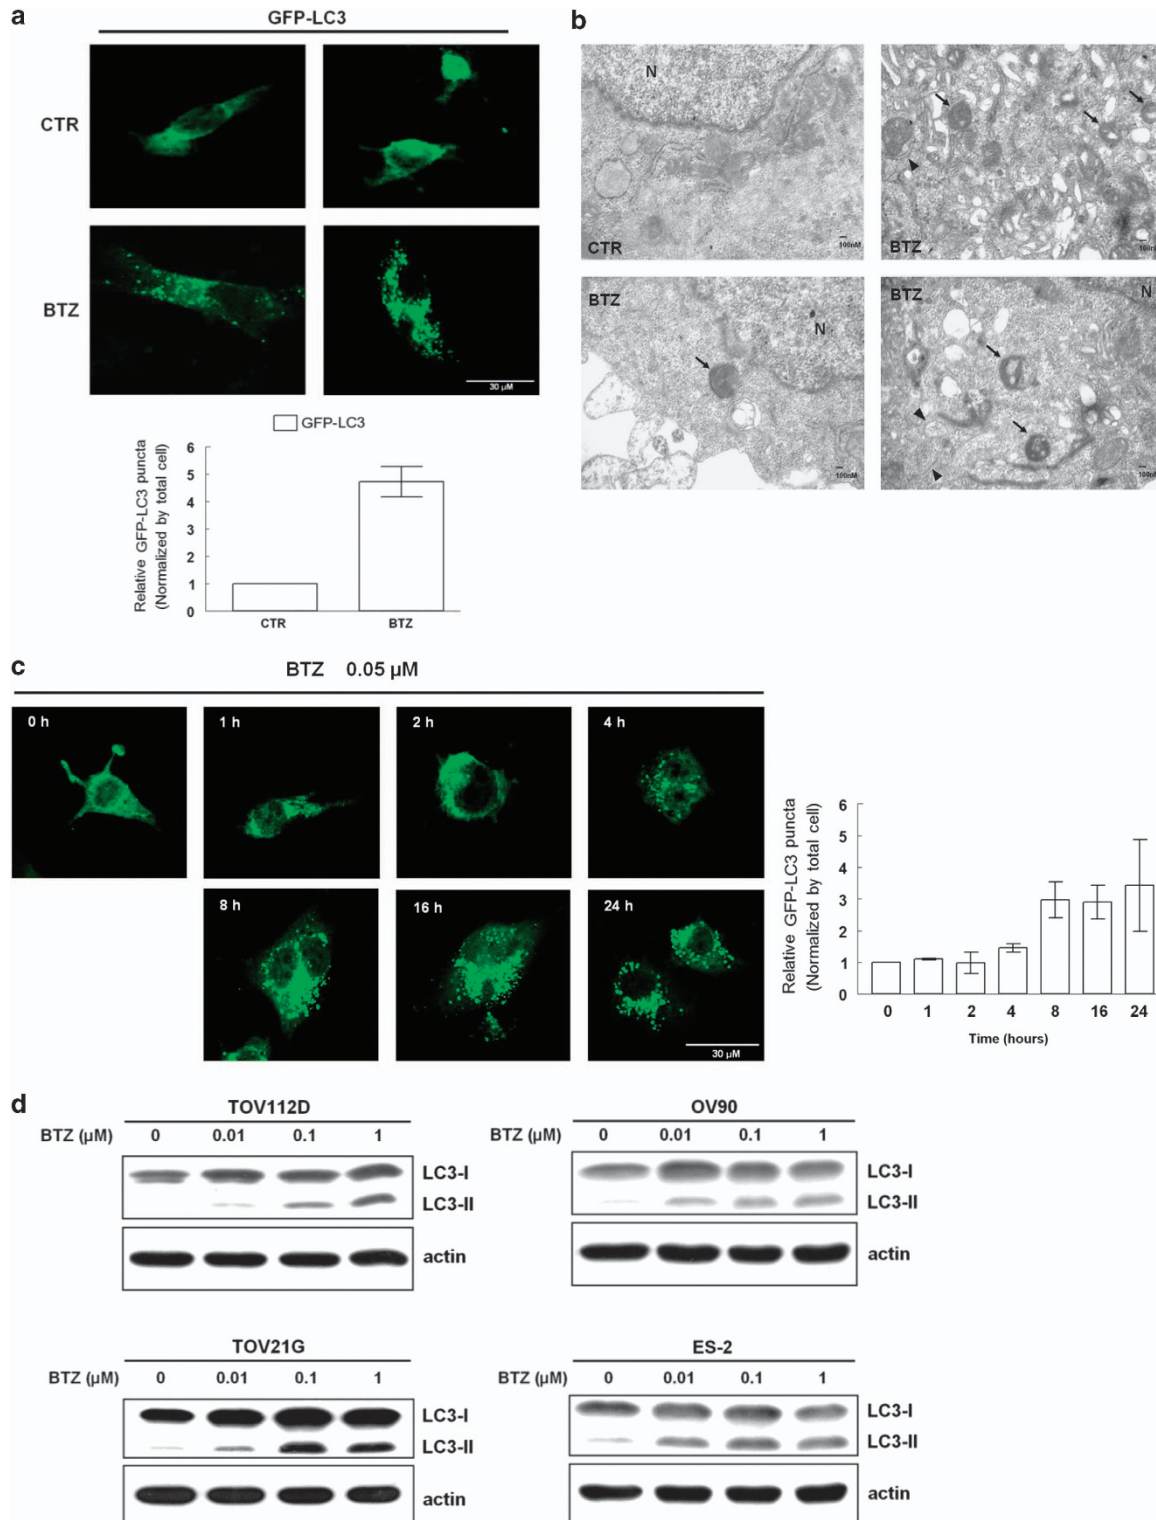 a
GFP-LC3
CTR
BTZ
30 µM
GFP-LC3
Relative GFP-LC3 puncta
(Normalized by total cell)
6
5
4
3
2
1
0
CTR BTZ
b
N
CTR
100nM
BTZ
100nM
BTZ
N
100nM
BTZ
N
100nM
c
BTZ 0.05 µM
0 h
1 h
2 h
4 h
8 h
16 h
24 h
30 µM
Relative GFP-LC3 puncta
(Normalized by total cell)
6
5
4
3
2
1
0
0 1 2 4 8 16 24
Time (hours)
d
TOV112D
BTZ (µM) 0 0.01 0.1 1
LC3-I
LC3-II
actin
OV90
BTZ (µM) 0 0.01 0.1 1
LC3-I
LC3-II
actin
TOV21G
BTZ (µM) 0 0.01 0.1 1
LC3-I
LC3-II
actin
ES-2
BTZ (µM) 0 0.01 0.1 1
LC3-I
LC3-II
actin